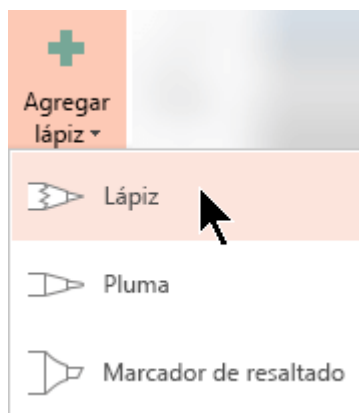 Agregar
lápiz
Lápiz
Pluma
Marcador de resaltado